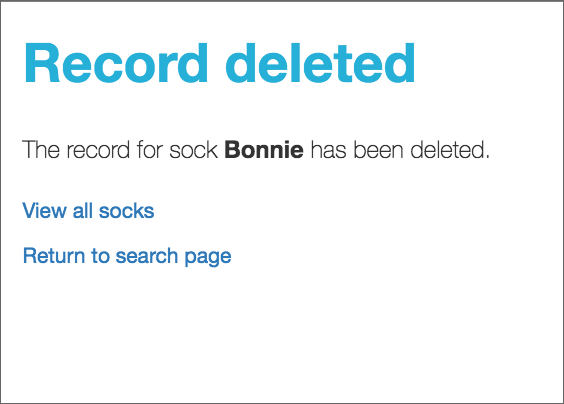 Record deleted
The record for sock Bonnie has been deleted.
View all socks
Return to search page